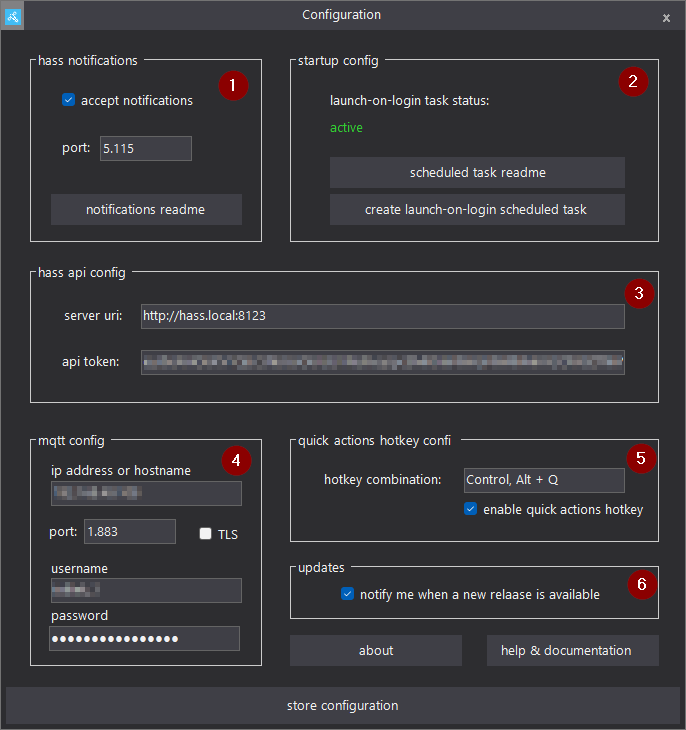 Configuration
x
hass notifications
1
accept notifications
port: 5.115
notifications readme
startup config
2
launch-on-login task status:
active
scheduled task readme
create launch-on-login scheduled task
hass api config
3
server uri: http://hass.local:8123
api token:
mqtt config
4
ip address or hostname
port: 1.883 TLS
username
password
quick actions hotkey confi
5
hotkey combination: Control, Alt + Q
enable quick actions hotkey
updates
6
notify me when a new relaase is available
about
help & documentation
store configuration